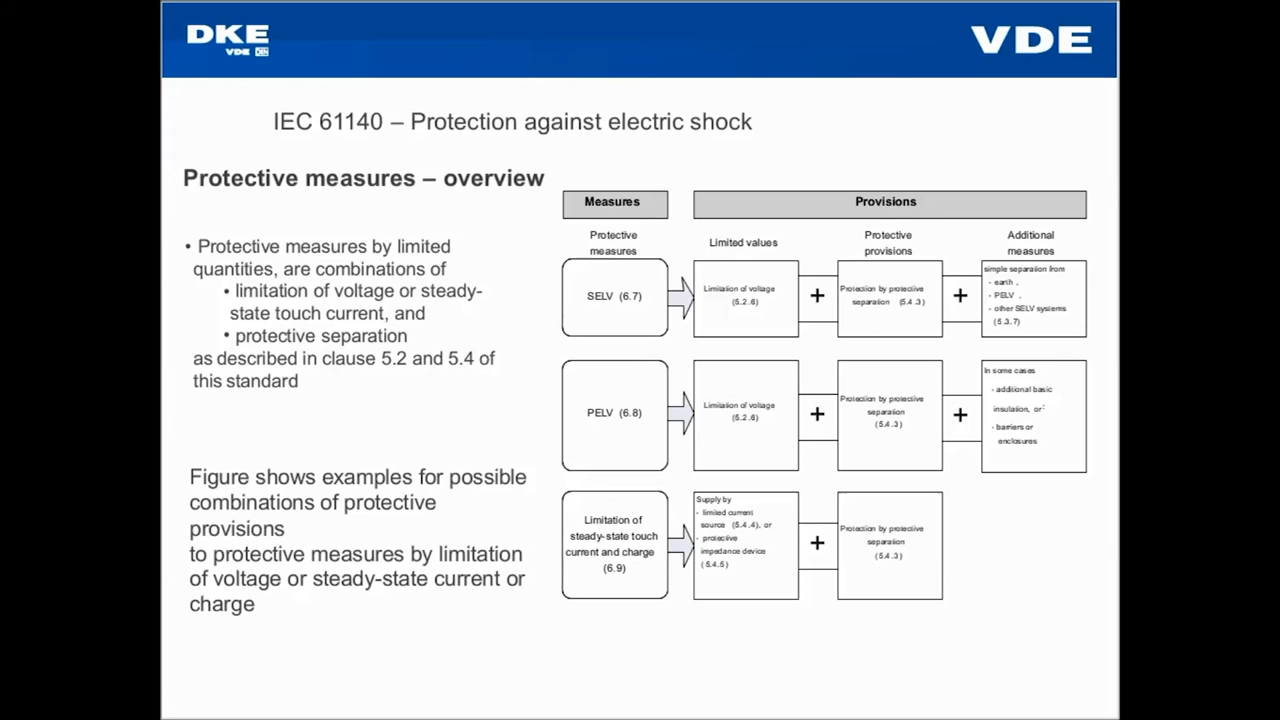 DKE
VDE DIN
VDE
IEC 61140 – Protection against electric shock
Protective measures – overview
• Protective measures by limited
quantities, are combinations of
• limitation of voltage or steady-
state touch current, and
• protective separation
as described in clause 5.2 and 5.4 of
this standard
Figure shows examples for possible
combinations of protective
provisions
to protective measures by limitation
of voltage or steady-state current or
charge
Measures
Provisions
Protective
measures
Limited values
Protective
provisions
Additional
measures
SELV (6.7)
Limitation of voltage
(5.2.6)
+
Protection by protective
separation (5.4.3)
+
simple separation from
- earth ,
- PELV ,
- other SELV systems
(5.3.7)
PELV (6.8)
Limitation of voltage
(5.2.6)
+
Protection by protective
separation
(5.4.3)
+
In some cases
- additional basic
insulation, or
- barriers or
enclosures
Limitation of
steady-state touch
current and charge
(6.9)
Supply by
- limited current
source (5.4.4), or
- protective
impedance device
(5.4.5)
+
Protection by protective
separation
(5.4.3)